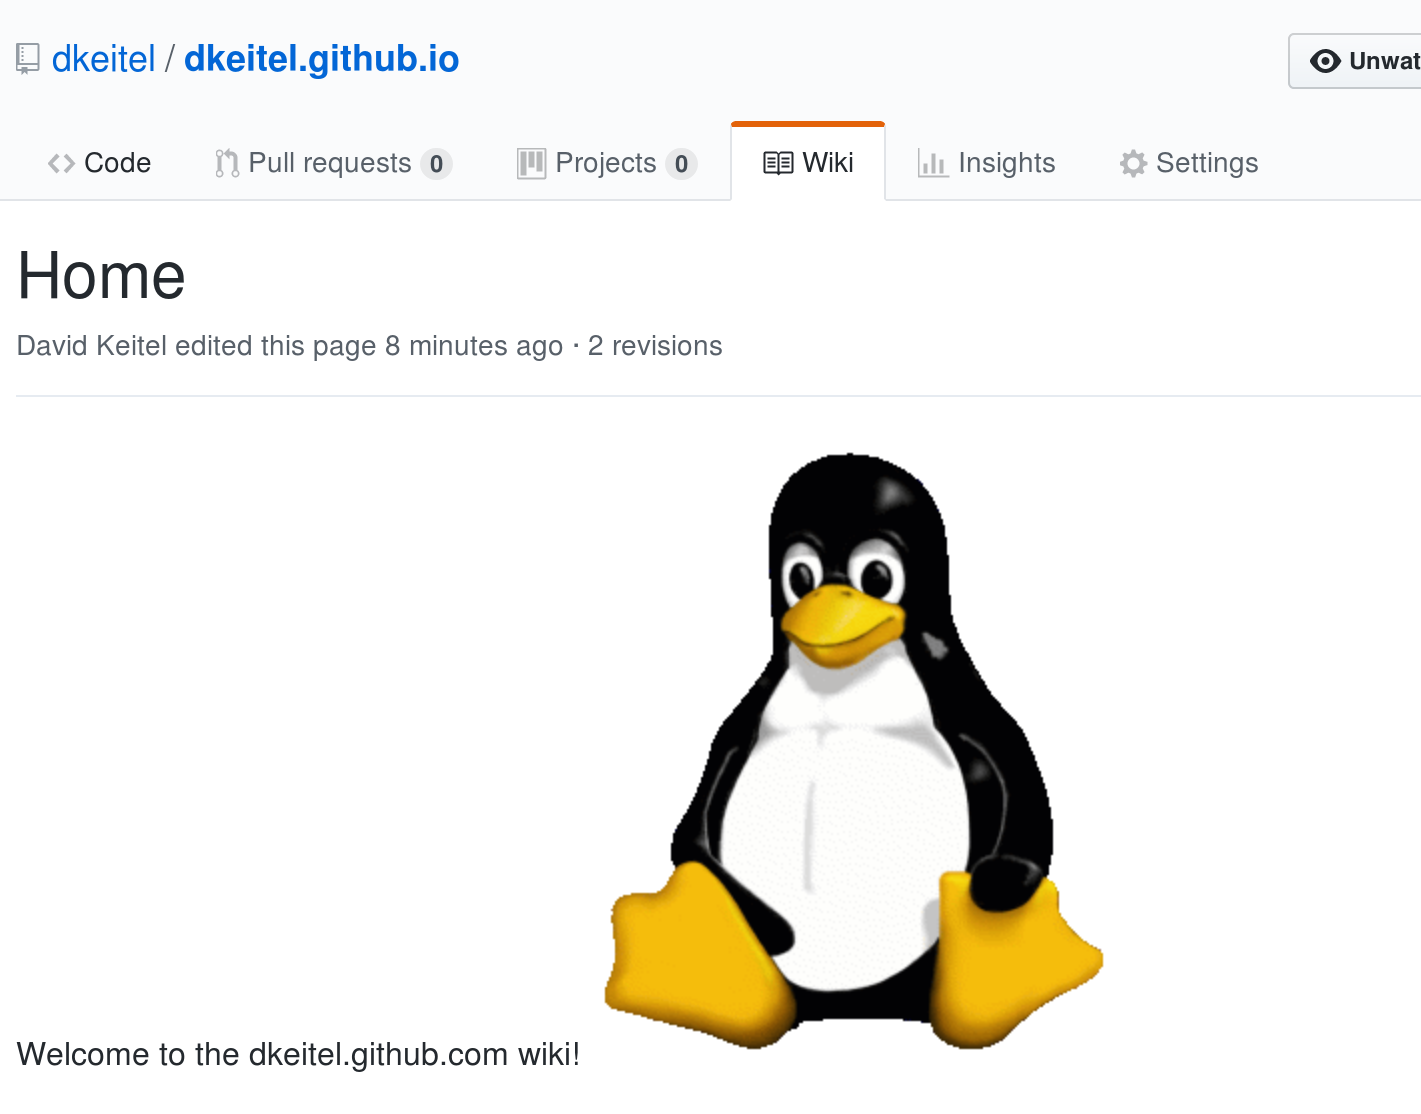 dkeitel / dkeitel.github.io
Unwat
Code Pull requests 0 Projects 0 Wiki Insights Settings
Home
David Keitel edited this page 8 minutes ago · 2 revisions
Welcome to the dkeitel.github.com wiki!